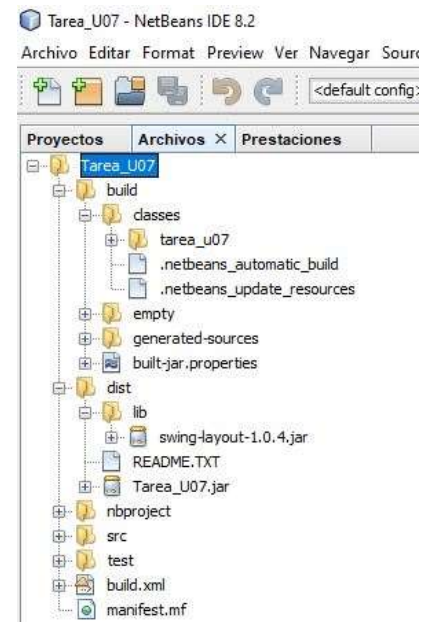 Tarea_U07 - NetBeans IDE 8.2
Archivo Editar Format Preview Ver Navegar Sourc
<default config>
Proyectos Archivos × Prestaciones
Tarea_U07
build
classes
tarea_u07
.netbeans_automatic_build
.netbeans_update_resources
empty
generated-sources
built-jar.properties
dist
lib
swing-layout-1.0.4.jar
README.TXT
Tarea_U07.jar
nbproject
src
test
build.xml
manifest.mf